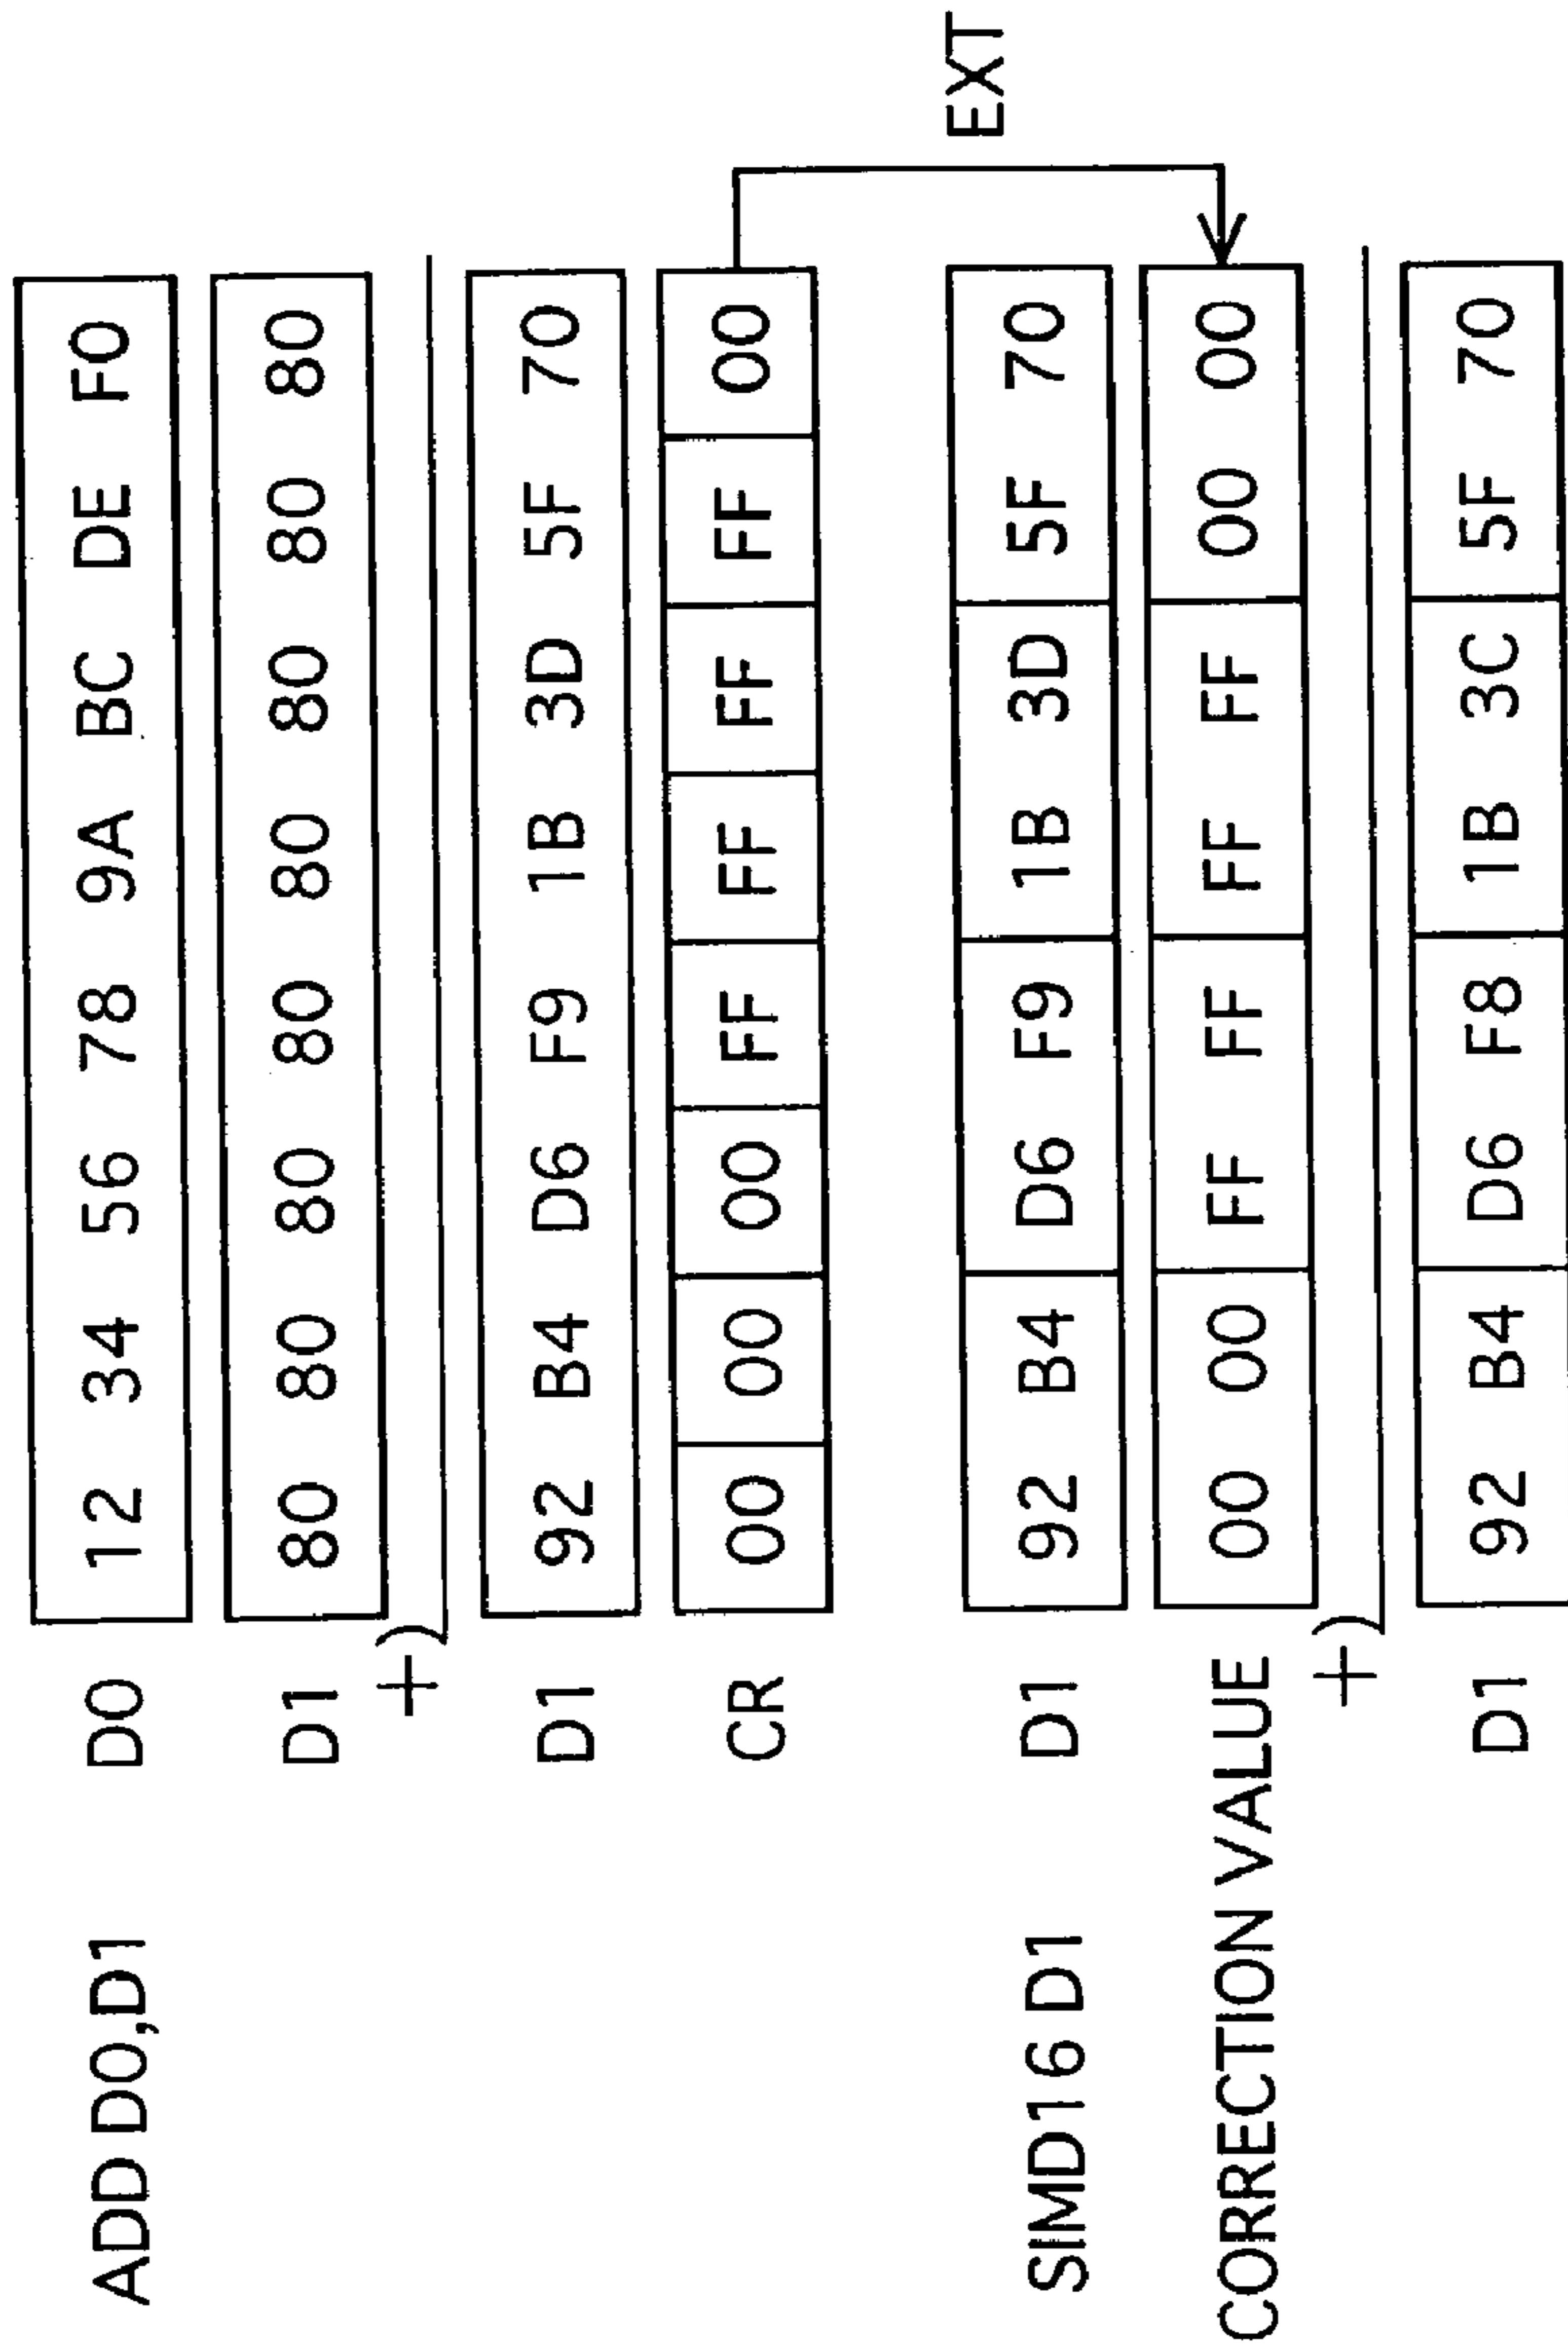 ADD D0,D1 D0 12 34 56 78 9A BC DE F0
D1 80 80 80 80 80 80 80 80
+)
D1 92 B4 D6 F9 1B 3D 5F 70
CR 00 00 00 FF FF FF FF 00
EXT
SIMD16 D1 D1 92 B4 D6 F9 1B 3D 5F 70
CORRECTION VALUE 00 00 FF FF FF FF 00 00
+)
D1 92 B4 D6 F8 1B 3C 5F 70